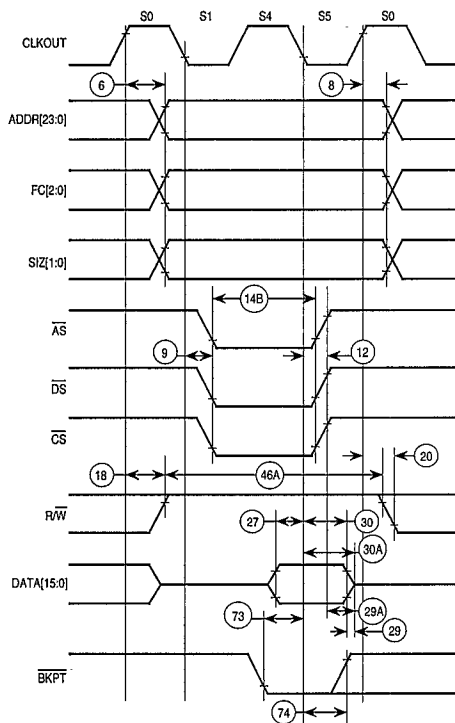 S0 S1 S4 S5 S0
CLKOUT
6 8
ADDR[23:0]
FC[2:0]
SIZ[1:0]
14B
AS
9 12
DS
CS
20
18 46A
R/W
27 30
30A
DATA[15:0]
29A
73 29
BKPT
74